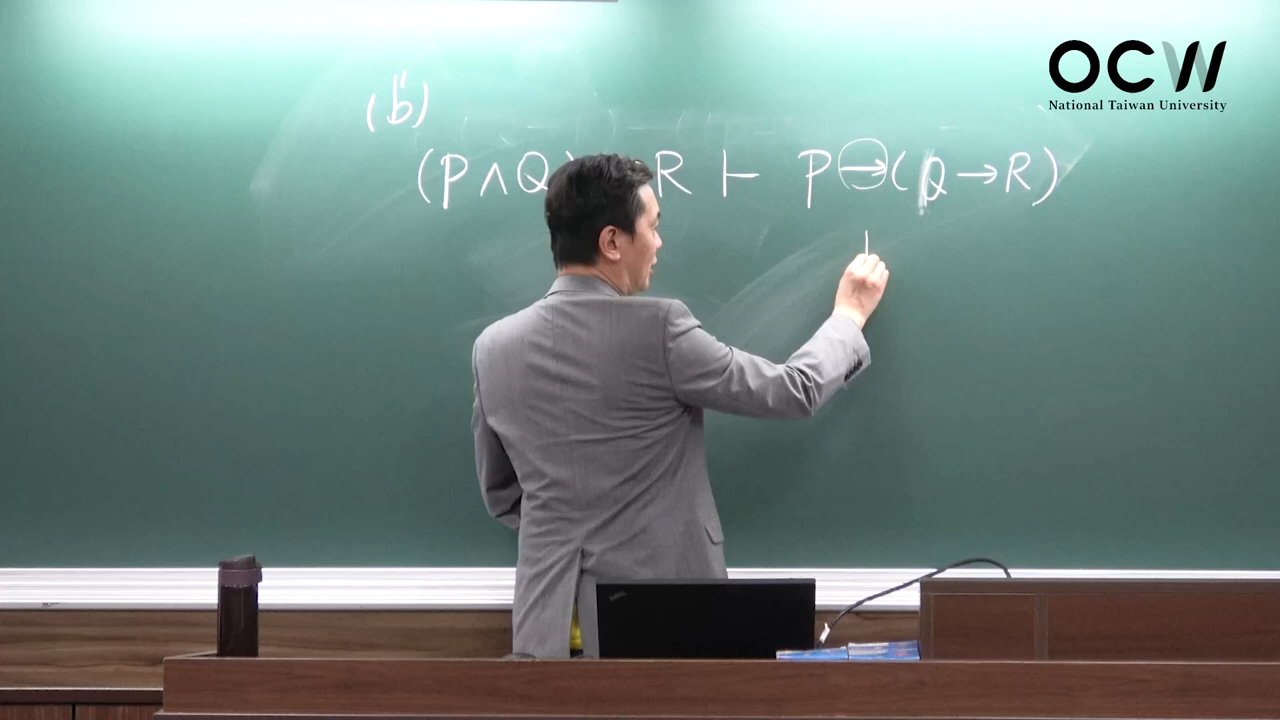 OCW
National Taiwan University
(b')
(P∧Q) R ⊢ P→(Q→R)